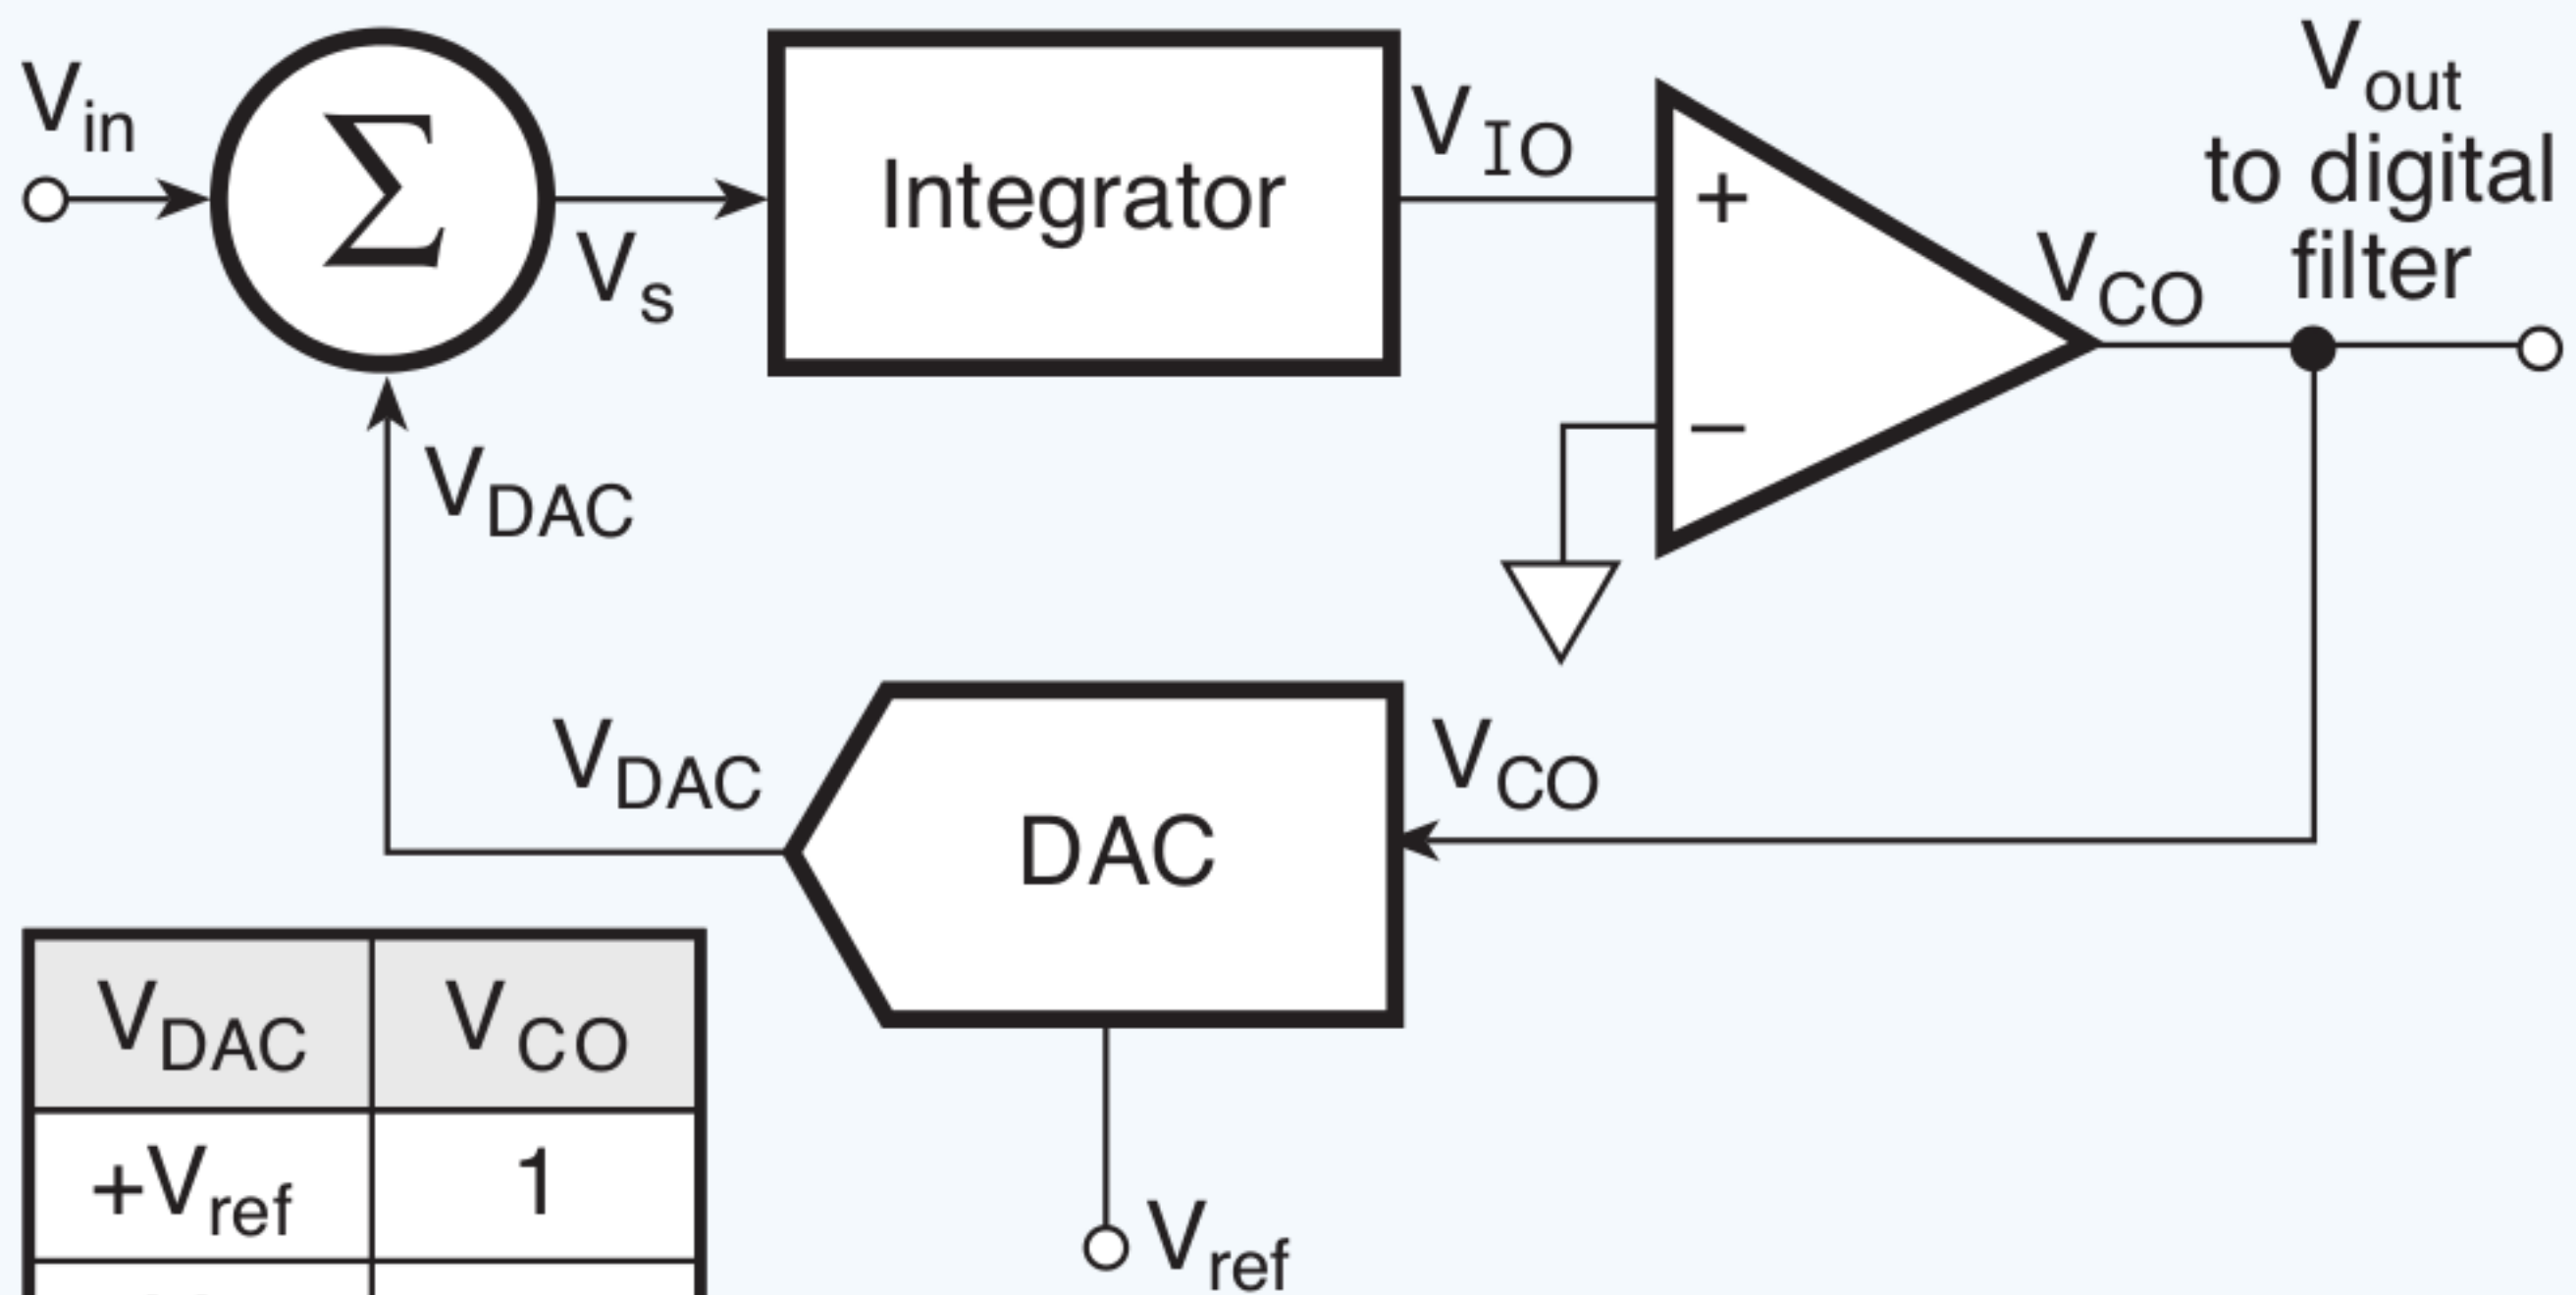 Vin
Σ
Vs
Integrator
VIO
+
−
VCO
Vout
to digital
filter
VDAC
VDAC
DAC
VCO
Vref
VDAC VCO
+Vref 1